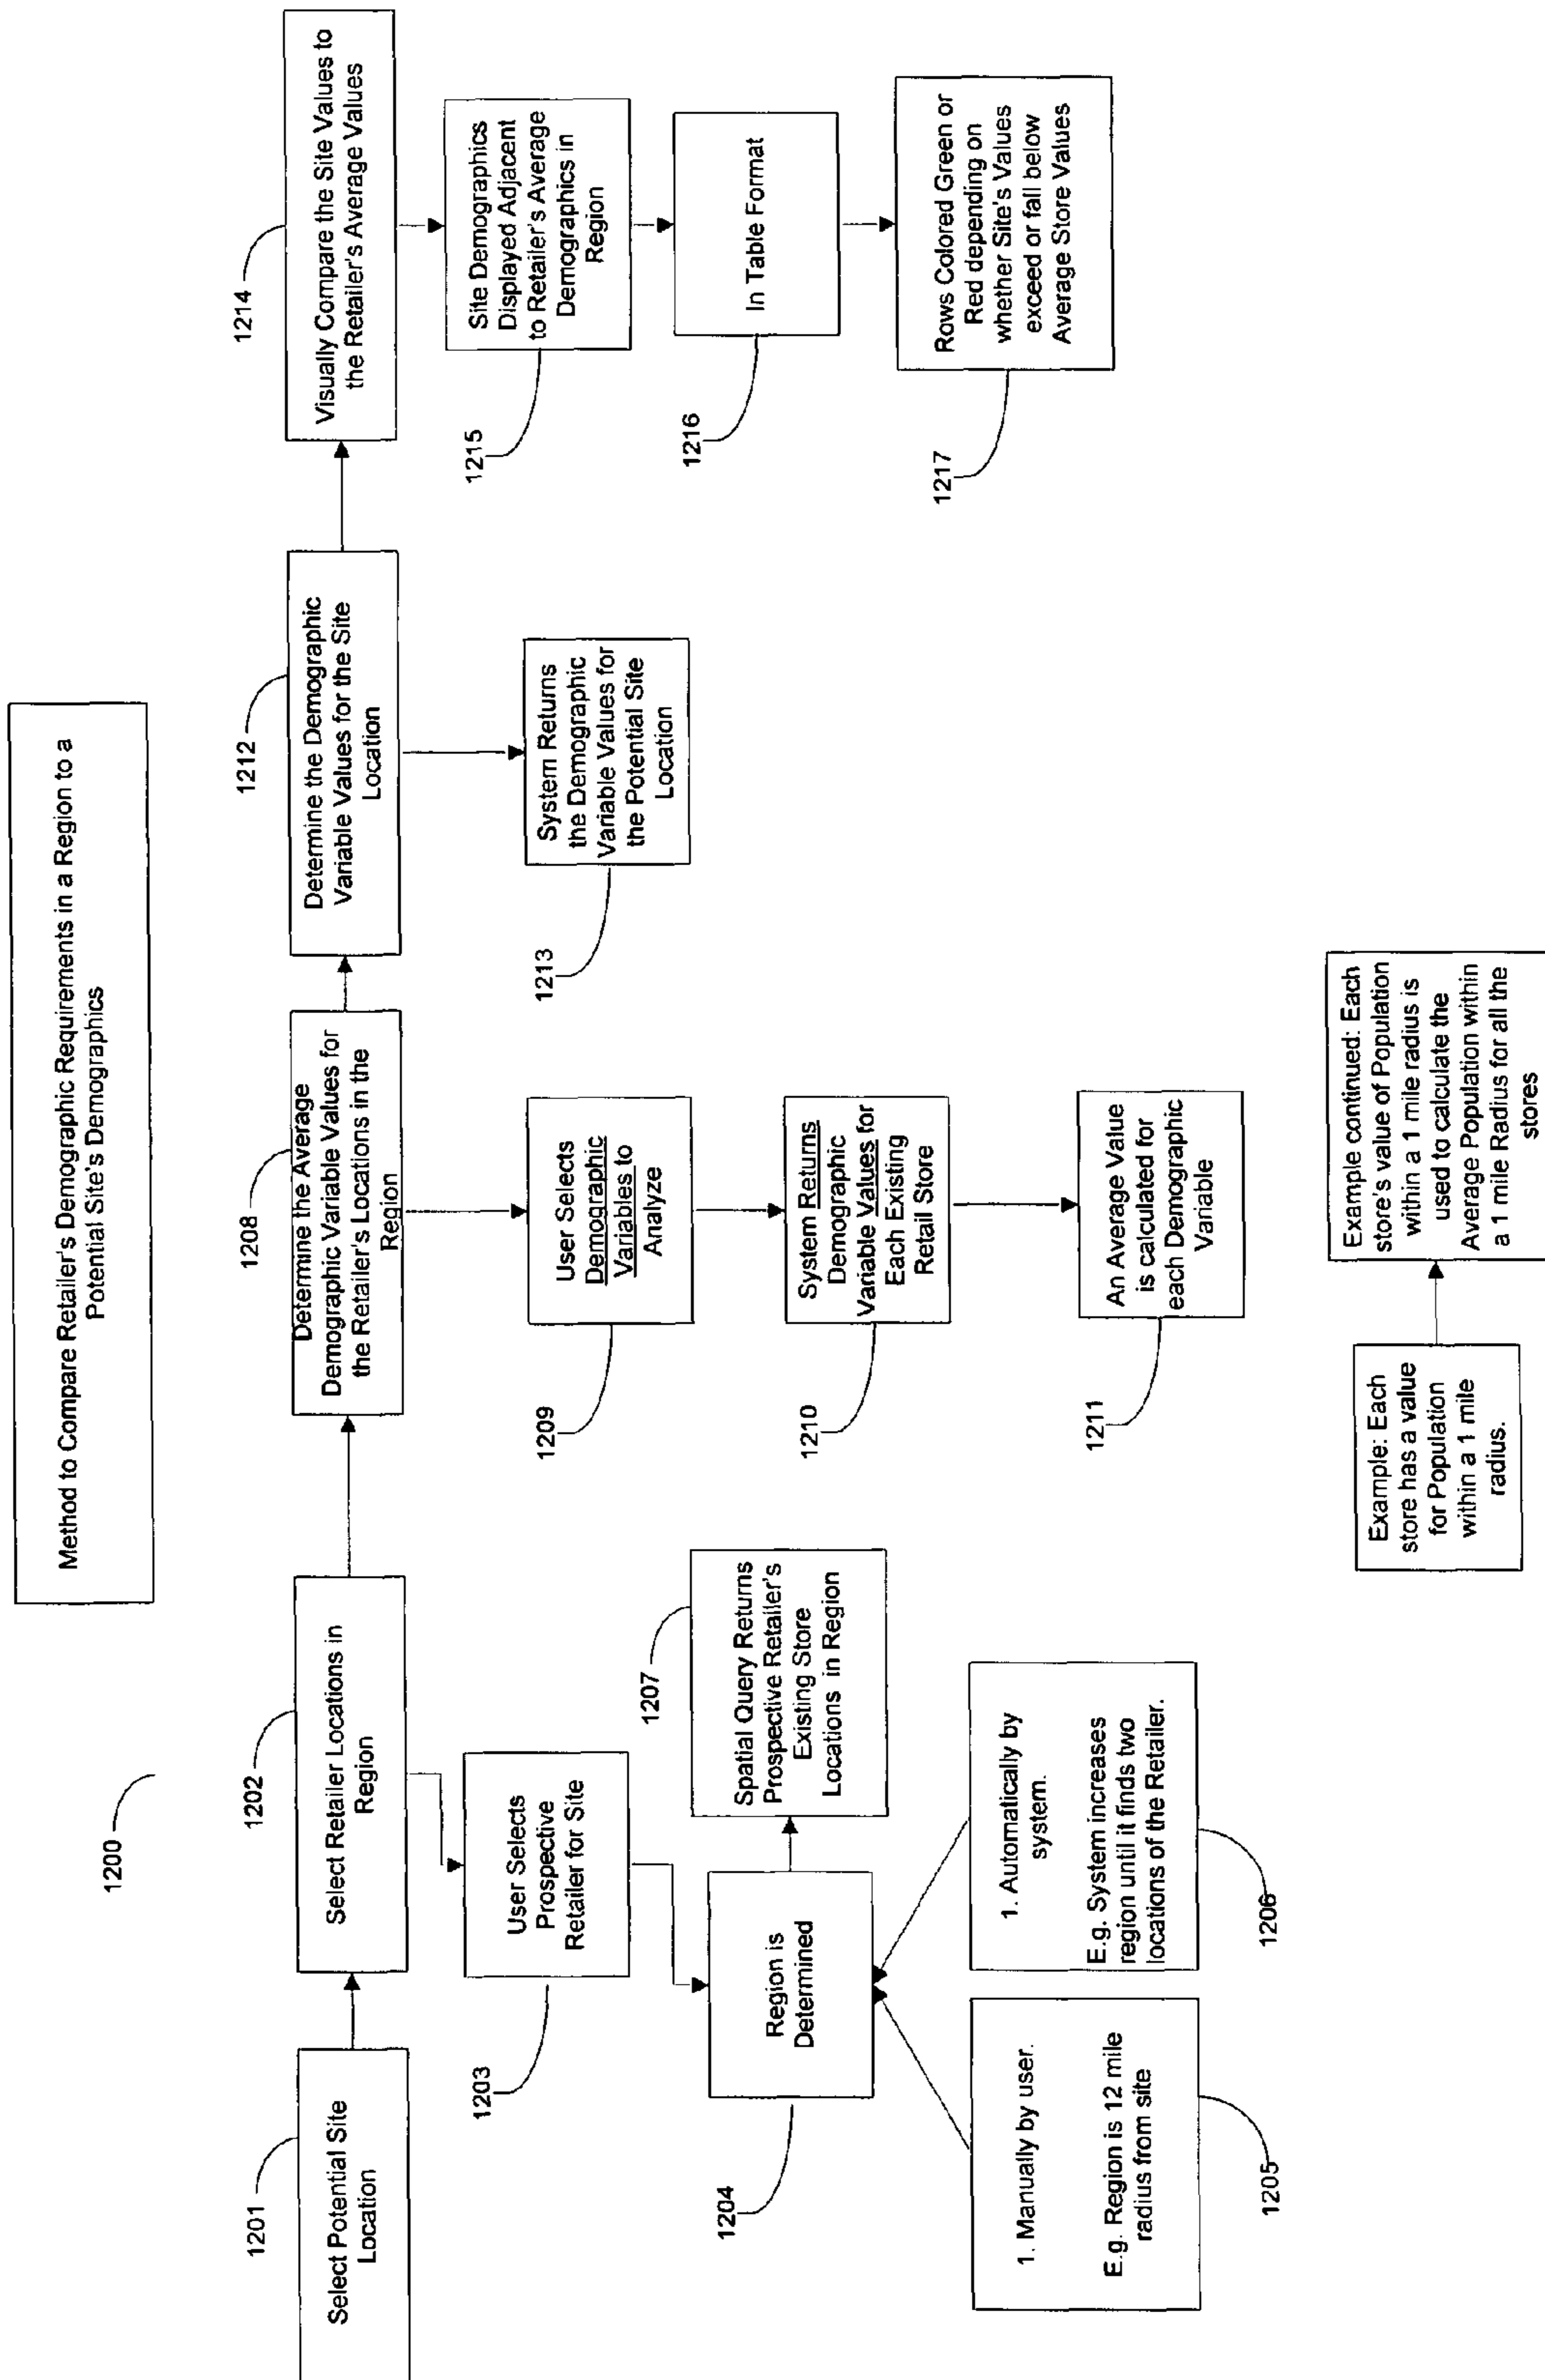 Method to Compare Retailer's Demographic Requirements in a Region to a
Potential Site's Demographics
1200
1201
Select Potential Site
Location
1202
Select Retailer Locations in
Region
1203
User Selects
Prospective
Retailer for Site
1204
Region is
Determined
1. Manually by user.
E.g. Region is 12 mile
radius from site
1205
1. Automatically by
system.
E.g. System increases
region until it finds two
locations of the Retailer.
1206
1207
Spatial Query Returns
Prospective Retailer's
Existing Store
Locations in Region
1208
Determine the Average
Demographic Variable Values for
the Retailer's Locations in the
Region
1209
User Selects
Demographic
Variables to
Analyze
1210
System Returns
Demographic
Variable Values for
Each Existing
Retail Store
1211
An Average Value
is calculated for
each Demographic
Variable
Example: Each
store has a value
for Population
within a 1 mile
radius.
Example continued: Each
store's value of Population
within a 1 mile radius is
used to calculate the
Average Population within
a 1 mile Radius for all the
stores
1212
Determine the Demographic
Variable Values for the Site
Location
1213
System Returns
the Demographic
Variable Values for
the Potential Site
Location
1214
Visually Compare the Site Values to
the Retailer's Average Values
1215
Site Demographics
Displayed Adjacent
to Retailer's Average
Demographics in
Region
1216
In Table Format
1217
Rows Colored Green or
Red depending on
whether Site's Values
exceed or fall below
Average Store Values